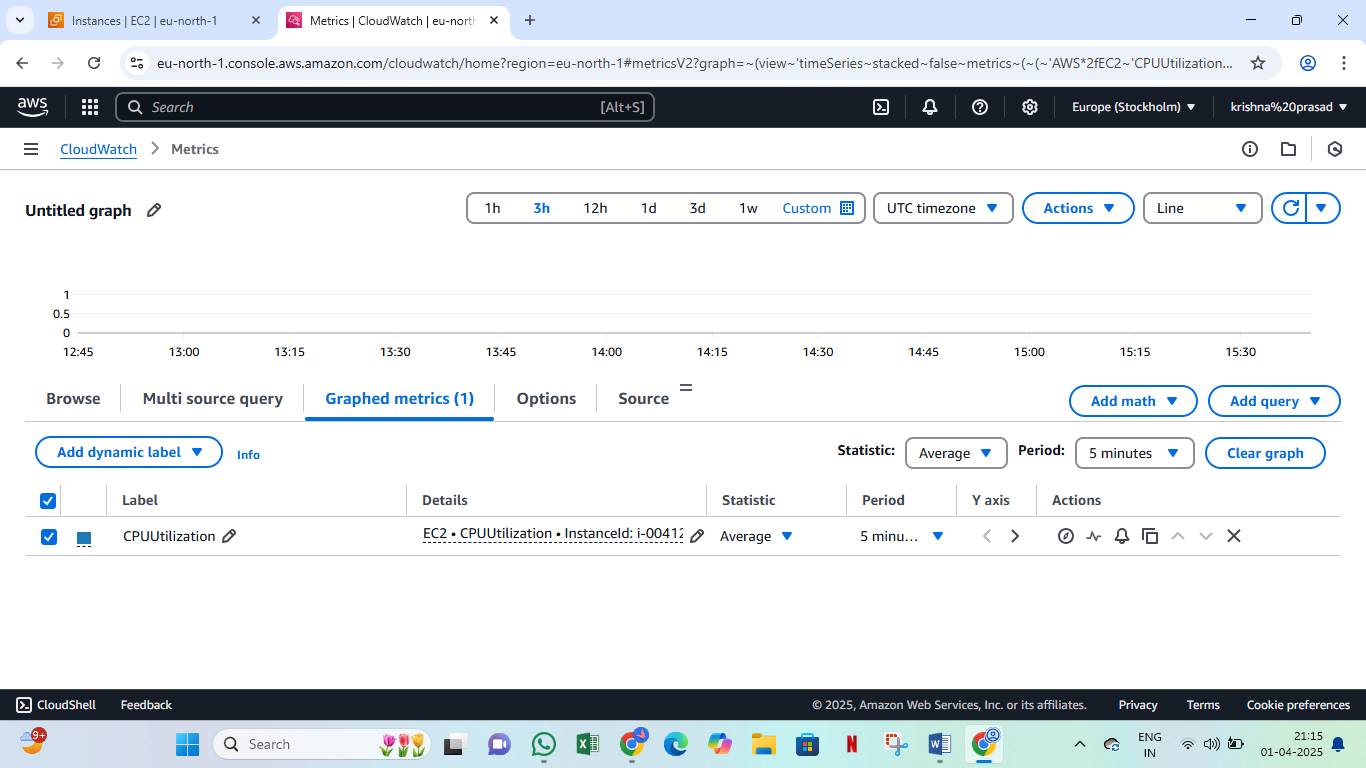 Instances | EC2 | eu-north-1
Metrics | CloudWatch | eu-north
eu-north-1.console.aws.amazon.com/cloudwatch/home?region=eu-north-1#metricsV2?graph=~(view~'timeSeries~stacked~false~metrics~(~(~'AWS*2fEC2~'CPUUtilization...
aws
Search
[Alt+S]
Europe (Stockholm)
krishna%20prasad
CloudWatch
Metrics
Untitled graph
1h 3h 12h 1d 3d 1w Custom
UTC timezone
Actions
Line
1
0.5
0
12:45 13:00 13:15 13:30 13:45 14:00 14:15 14:30 14:45 15:00 15:15 15:30
Browse
Multi source query
Graphed metrics (1)
Options
Source
Add math
Add query
Add dynamic label
Info
Statistic:
Average
Period:
5 minutes
Clear graph
Label Details Statistic Period Y axis Actions
CPUUtilization EC2 • CPUUtilization • InstanceId: i-00412 Average 5 minu...
CloudShell
Feedback
© 2025, Amazon Web Services, Inc. or its affiliates.
Privacy
Terms
Cookie preferences
9+
Search
ENG
IN
21:15
01-04-2025